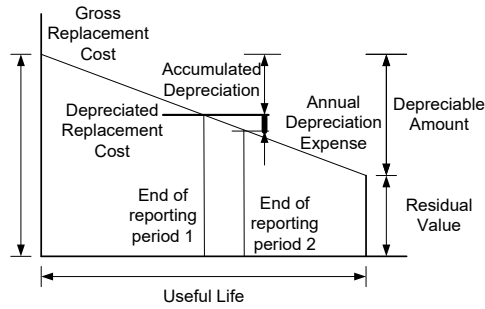 Gross
Replacement
Cost
Accumulated
Depreciation
Depreciated
Replacement
Cost
Annual
Depreciation
Expense
Depreciable
Amount
End of
reporting
period 1
End of
reporting
period 2
Residual
Value
Useful Life